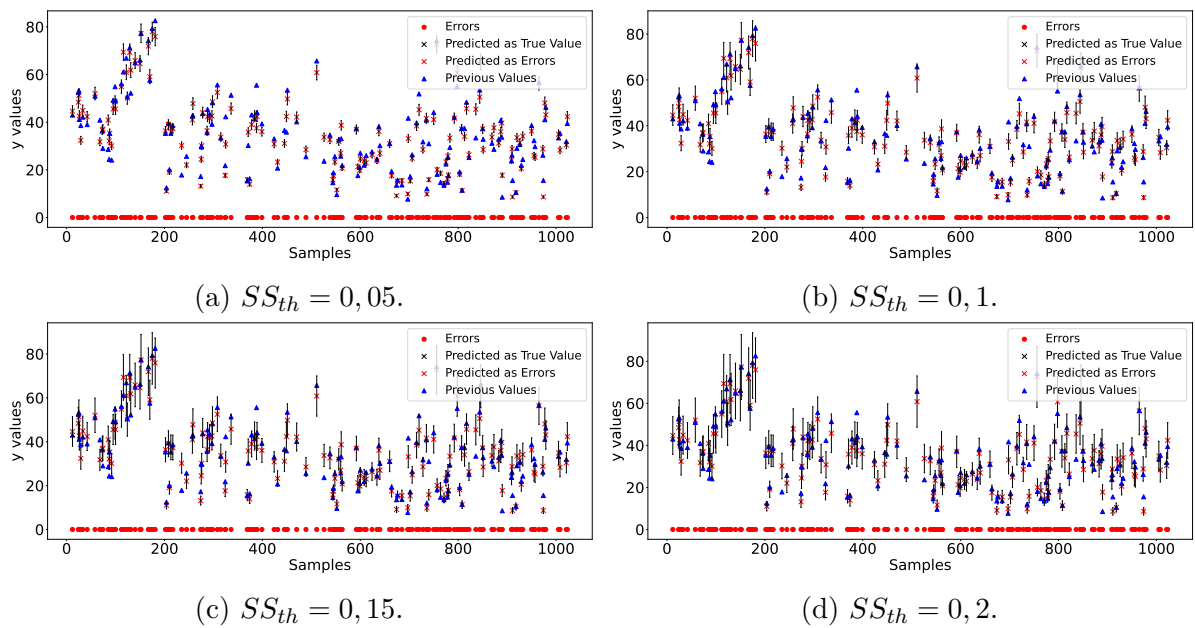 80
60
40
20
0
y values
Errors
Predicted as True Value
Predicted as Errors
Previous Values
0 200 400 600 800 1000
Samples
(a) SS_th = 0, 05.
80
60
40
20
0
y values
Errors
Predicted as True Value
Predicted as Errors
Previous Values
0 200 400 600 800 1000
Samples
(b) SS_th = 0, 1.
80
60
40
20
0
y values
Errors
Predicted as True Value
Predicted as Errors
Previous Values
0 200 400 600 800 1000
Samples
(c) SS_th = 0, 15.
80
60
40
20
0
y values
Errors
Predicted as True Value
Predicted as Errors
Previous Values
0 200 400 600 800 1000
Samples
(d) SS_th = 0, 2.